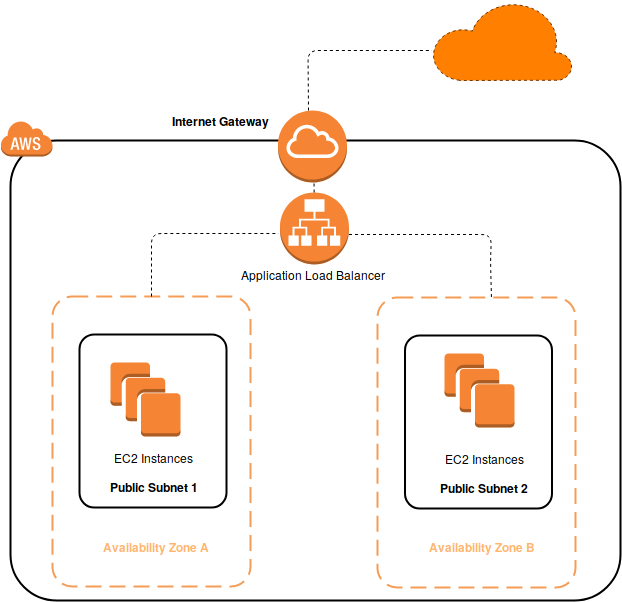 Internet Gateway
AWS
Application Load Balancer
EC2 Instances
Public Subnet 1
Availability Zone A
EC2 Instances
Public Subnet 2
Availability Zone B